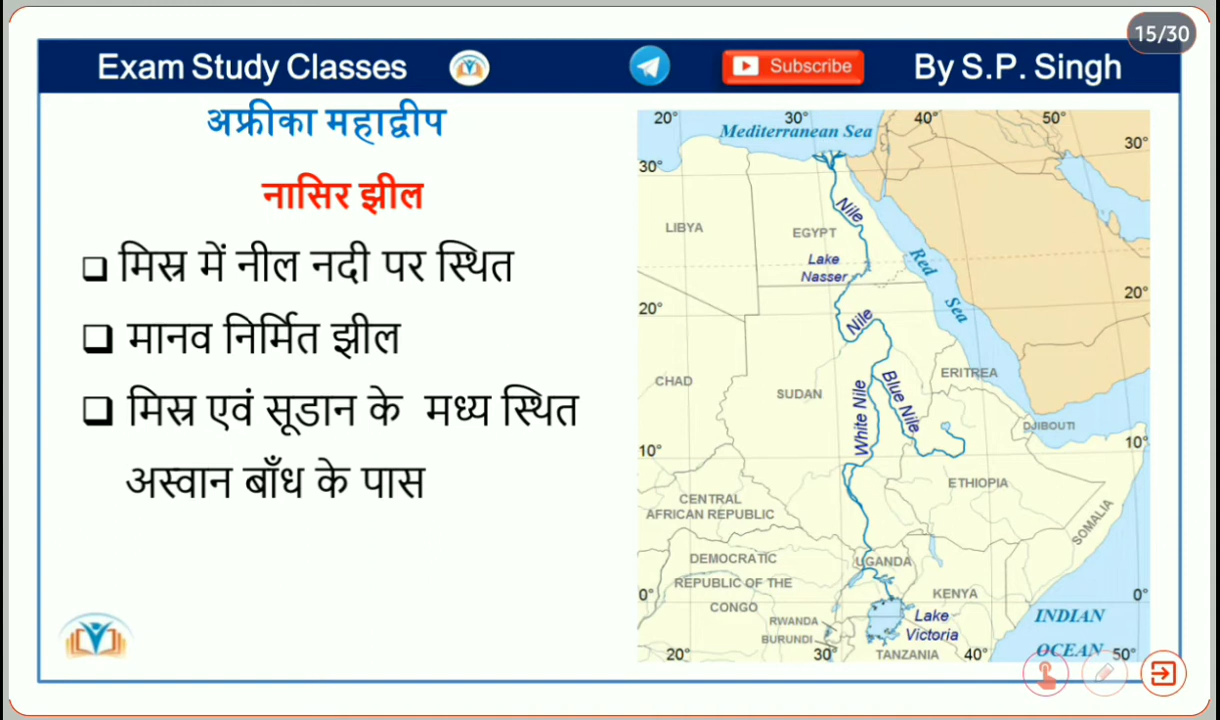 15/30
Exam Study Classes
Subscribe
By S.P. Singh
अफ्रीका महाद्वीप
नासिर झील
मिस्र में नील नदी पर स्थित
मानव निर्मित झील
मिस्र एवं सूडान के मध्य स्थित
अस्वान बाँध के पास
20°
30°
40°
50°
Mediterranean Sea
30°
30°
Nile
LIBYA
EGYPT
Lake
Nasser
Red
Sea
20°
20°
Nile
CHAD
SUDAN
ERITREA
White Nile
Blue Nile
DJIBOUTI
10°
10°
CENTRAL
AFRICAN REPUBLIC
ETHIOPIA
SOMALIA
DEMOCRATIC
REPUBLIC OF THE
CONGO
UGANDA
KENYA
0°
0°
RWANDA
BURUNDI
Lake
Victoria
INDIAN
OCEAN
TANZANIA
20°
30°
40°
50°